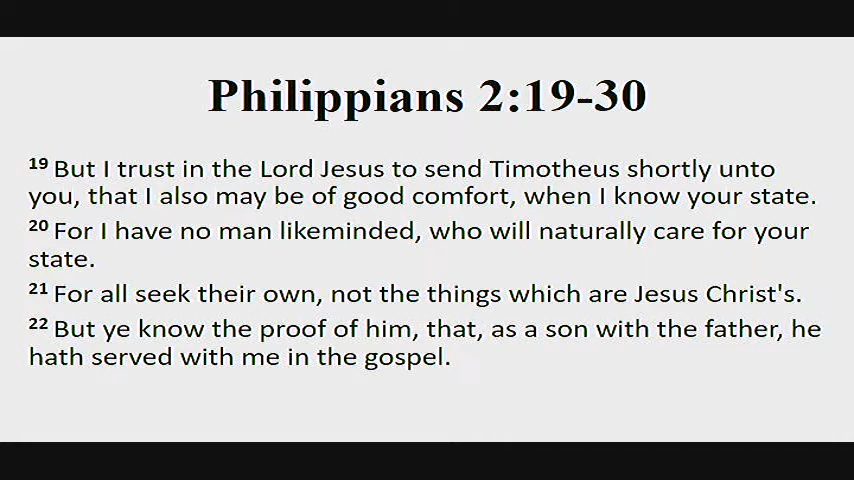 Philippians 2:19-30
19 But I trust in the Lord Jesus to send Timotheus shortly unto
you, that I also may be of good comfort, when I know your state.
20 For I have no man likeminded, who will naturally care for your
state.
21 For all seek their own, not the things which are Jesus Christ's.
22 But ye know the proof of him, that, as a son with the father, he
hath served with me in the gospel.